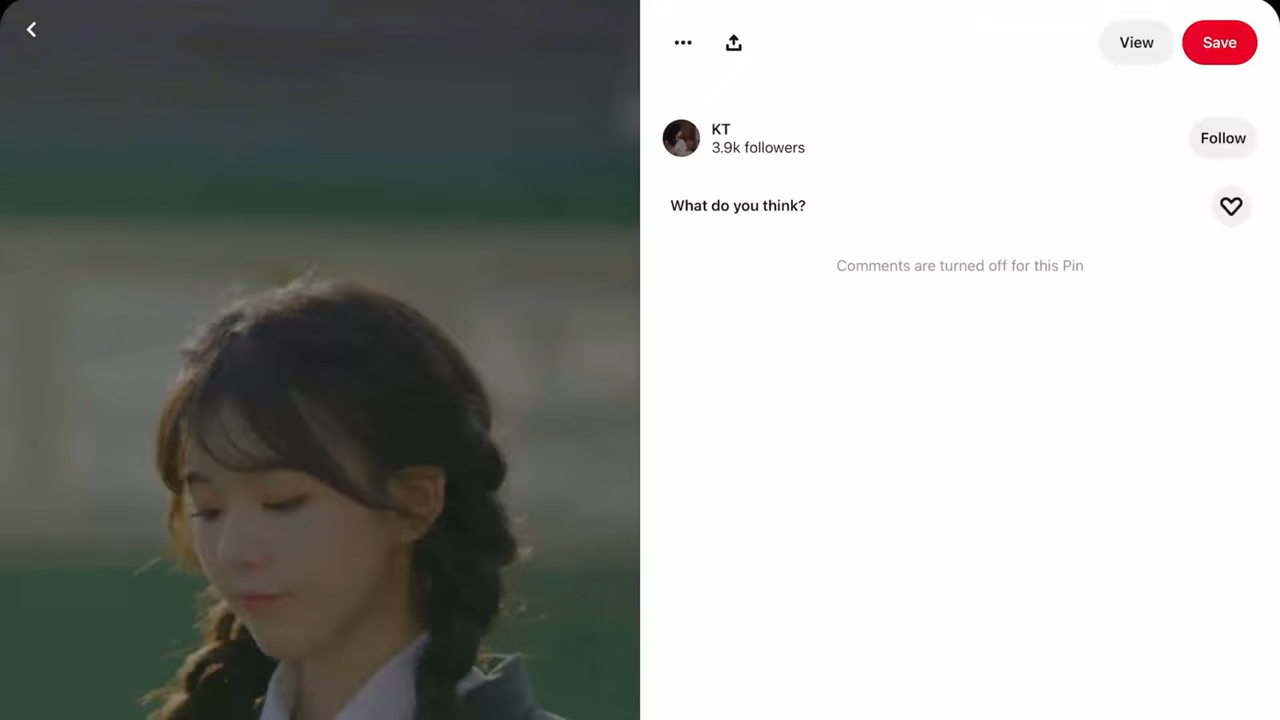 View
Save
KT
3.9k followers
Follow
What do you think?
Comments are turned off for this Pin